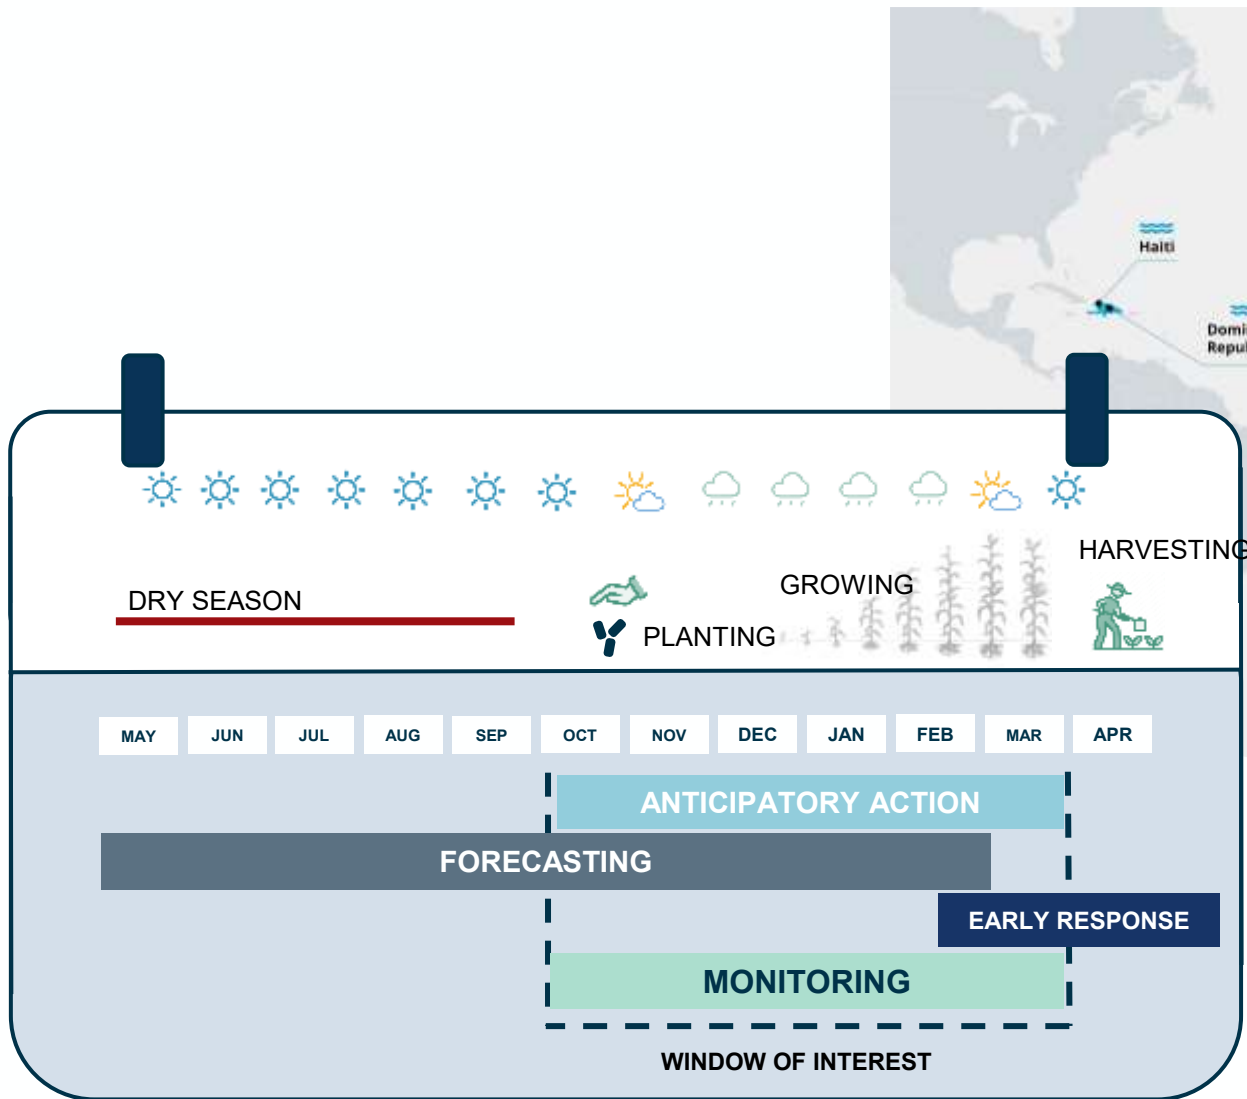 Haiti
Domi
Repu
HARVESTING
GROWING
DRY SEASON
PLANTING
MAY JUN JUL AUG SEP OCT NOV DEC JAN FEB MAR APR
ANTICIPATORY ACTION
FORECASTING
EARLY RESPONSE
MONITORING
WINDOW OF INTEREST